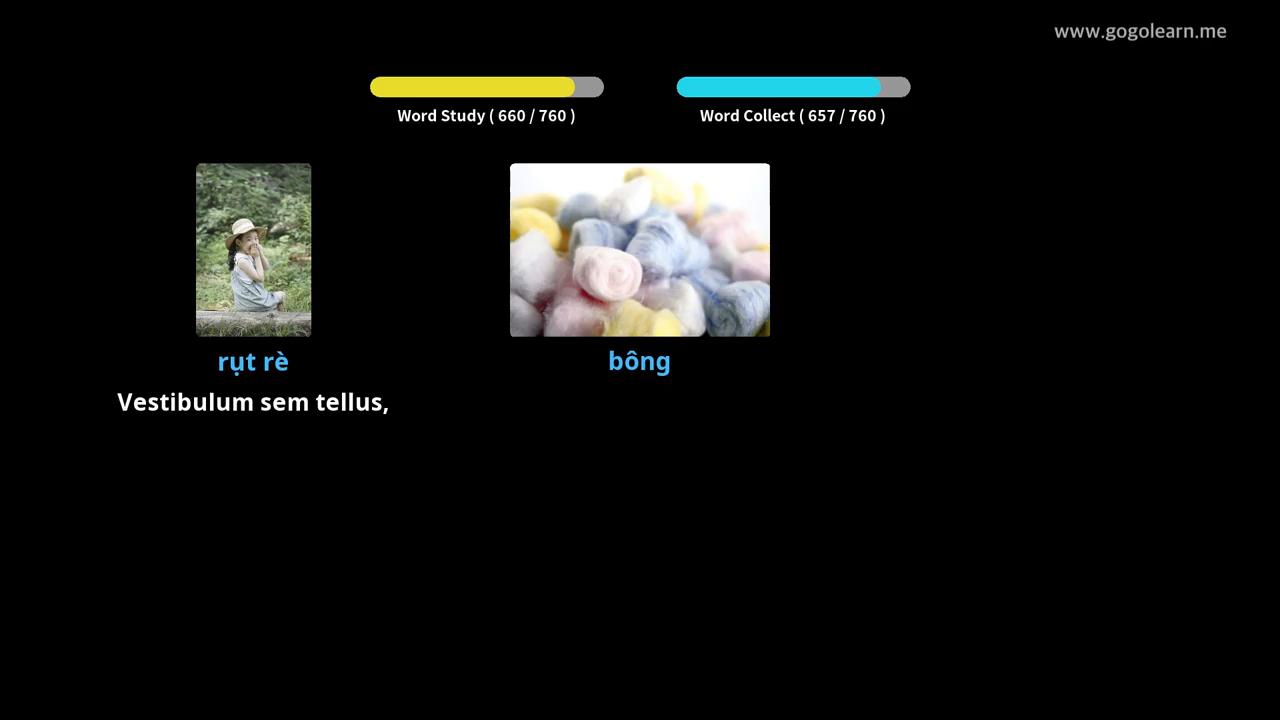 www.gogolearn.me
Word Study ( 660 / 760 )
Word Collect ( 657 / 760 )
rụt rè
bông
Vestibulum sem tellus,